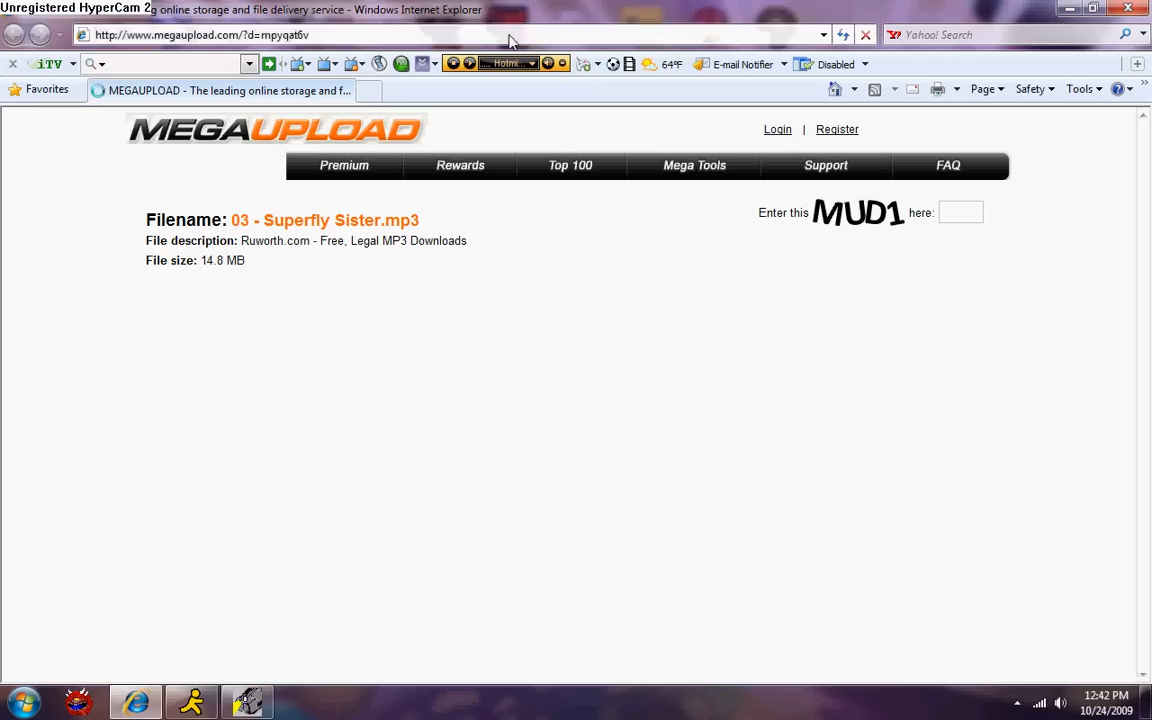 Unregistered HyperCam 2
g online storage and file delivery service - Windows Internet Explorer
http://www.megaupload.com/?d=mpyqat6v
Yahoo! Search
iTV
Hotmi...
64°F
E-mail Notifier
Disabled
Favorites
MEGAUPLOAD - The leading online storage and f...
Page
Safety
Tools
MEGAUPLOAD
Login | Register
Premium
Rewards
Top 100
Mega Tools
Support
FAQ
Filename: 03 - Superfly Sister.mp3
Enter this MUD1 here:
File description: Ruworth.com - Free, Legal MP3 Downloads
File size: 14.8 MB
12:42 PM
10/24/2009